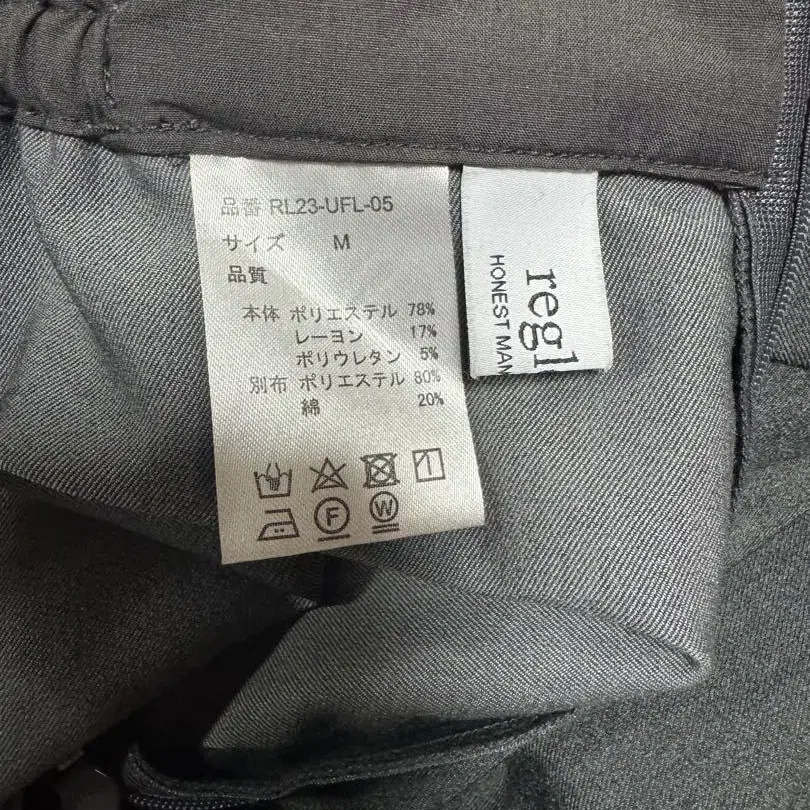 品番 RL23-UFL-05
サイズ M
品質
本体 ポリエステル 78%
レーヨン 17%
ポリウレタン 5%
別布 ポリエステル 80%
綿 20%
F
W
regl
HONEST MAN